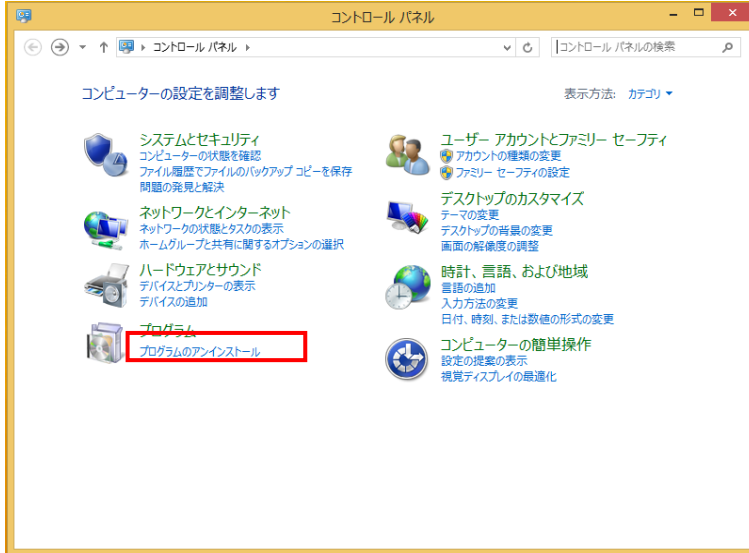 コントロール パネル
コントロール パネル
コントロール パネルの検索
コンピューターの設定を調整します
表示方法: カテゴリ
システムとセキュリティ
コンピューターの状態を確認
ファイル履歴でファイルのバックアップ コピーを保存
問題の発見と解決
ネットワークとインターネット
ネットワークの状態とタスクの表示
ホームグループと共有に関するオプションの選択
ハードウェアとサウンド
デバイスとプリンターの表示
デバイスの追加
プログラム
プログラムのアンインストール
ユーザー アカウントとファミリー セーフティ
アカウントの種類の変更
ファミリー セーフティの設定
デスクトップのカスタマイズ
テーマの変更
デスクトップの背景の変更
画面の解像度の調整
時計、言語、および地域
言語の追加
入力方法の変更
日付、時刻、または数値の形式の変更
コンピューターの簡単操作
設定の提案の表示
視覚ディスプレイの最適化